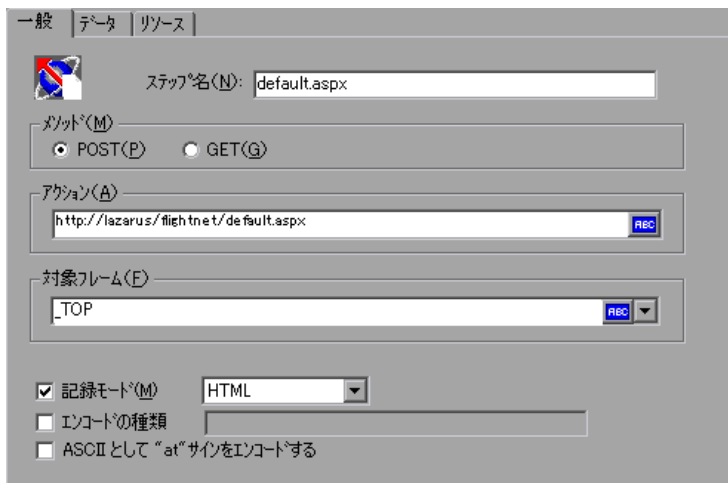 一般 データ リソース
ステップ名(N): default.aspx
メソッド(M)
POST(P) GET(G)
アクション(A)
http://lazarus/flightnet/default.aspx ABC
対象フレーム(F)
_TOP ABC
記録モード(M) HTML
エンコードの種類
ASCII として "at"サインをエンコードする